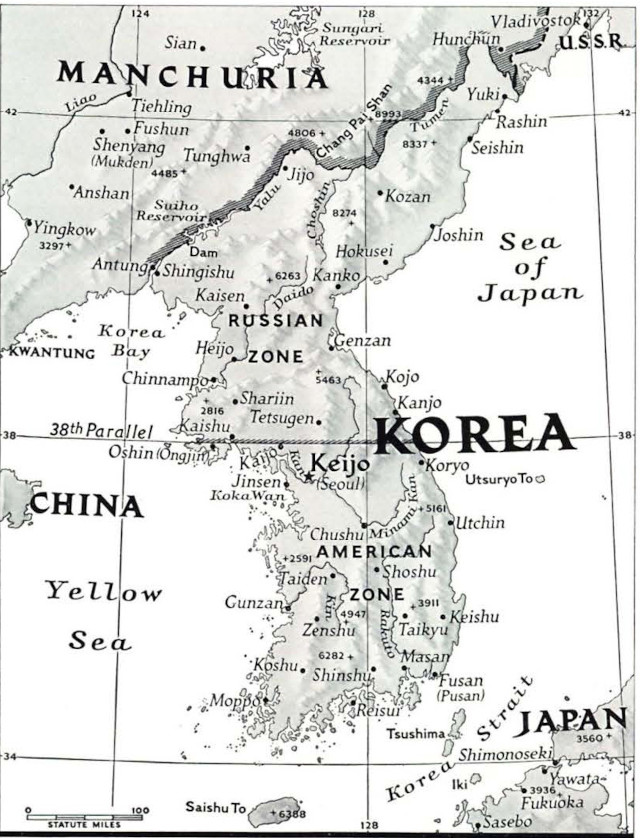 124
128
132
Vladivostok
Sungari
Reservoir
Hunchun
U.S.S.R.
Sian
MANCHURIA
4344
Liao
Tiehling
Yuki
42
42
Chang Pai Shan
8993
Tumen
Rashin
Fushun
4806
Shenyang
(Mukden)
Tunghwa
8337
Seishin
4485
Jijo
Anshan
Yalu
Kozan
Suiho
Reservoir
Choshin
8274
Yingkow
3297
Joshin
Dam
Hokusei
Sea
of
Japan
Antung
Shingishu
6263
Kanko
Kaisen
Daido
RUSSIAN
ZONE
Korea
Bay
KWANTUNG
Heijo
Genzan
Chinnampo
5463
Kojo
Shariin
2816
Kanjo
Tetsugen
38th Parallel
Kaishu
38
38
KOREA
Oshin (Ongjin)
Kaijo
Kan
Keijo
(Seoul)
Koryo
Utsuryo To
Jinsen
Koka Wan
CHINA
Minami Kan
5161
Chushu
Utchin
AMERICAN
ZONE
2591
Shoshu
Taiden
Yellow
Sea
Gunzan
Kin
3911
Keishu
4947
Zenshu
Rakuto
Taikyu
6282
Masan
Koshu
Shinshu
Fusan
(Pusan)
Moppo
Reisui
JAPAN
Tsushima
3560
Korea Strait
34
Shimonoseki
Iki
Yawata
3936
Fukuoka
0
100
STATUTE MILES
Saishu To
6388
128
Sasebo